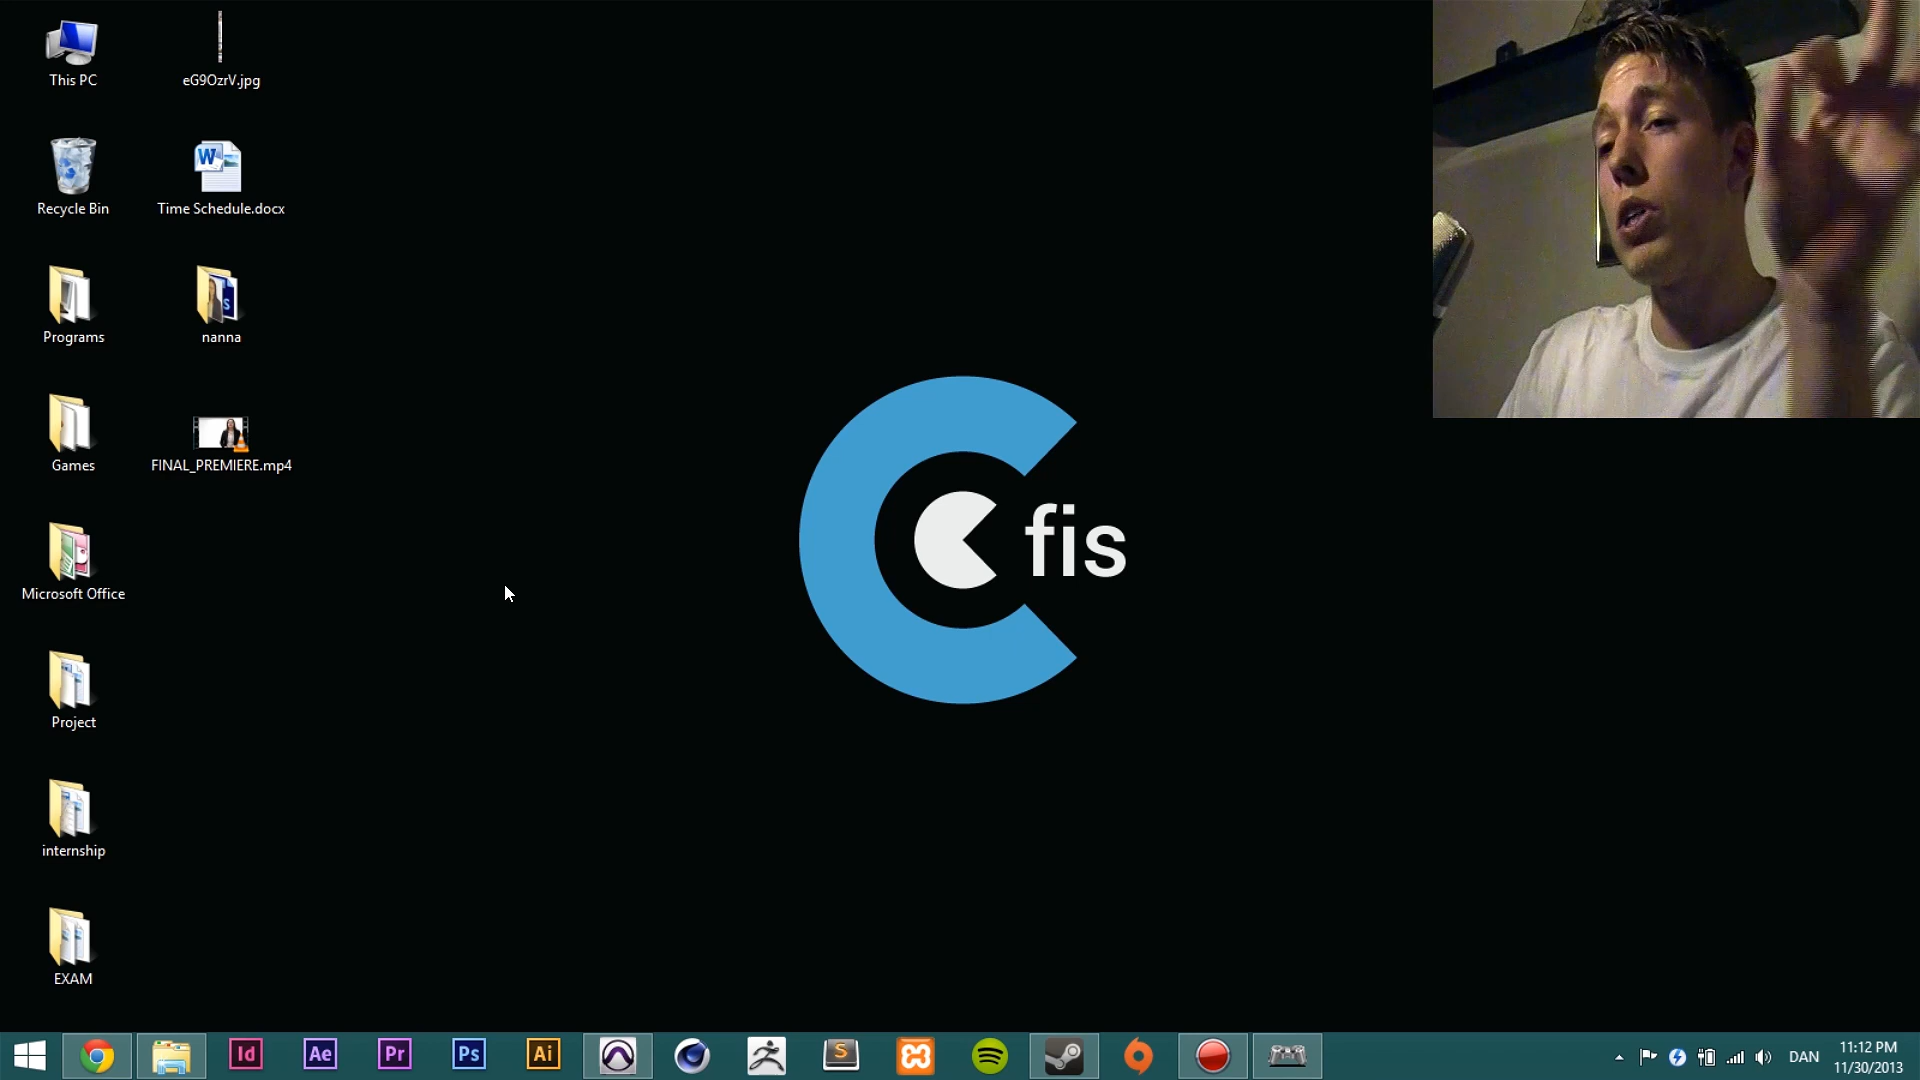 This PC
eG9OzrV.jpg
Recycle Bin
Time Schedule.docx
Programs
nanna
Games
FINAL_PREMIERE.mp4
Microsoft Office
Project
internship
EXAM
fis
Id
Ae
Pr
Ps
Ai
S
DAN
11:12 PM
11/30/2013